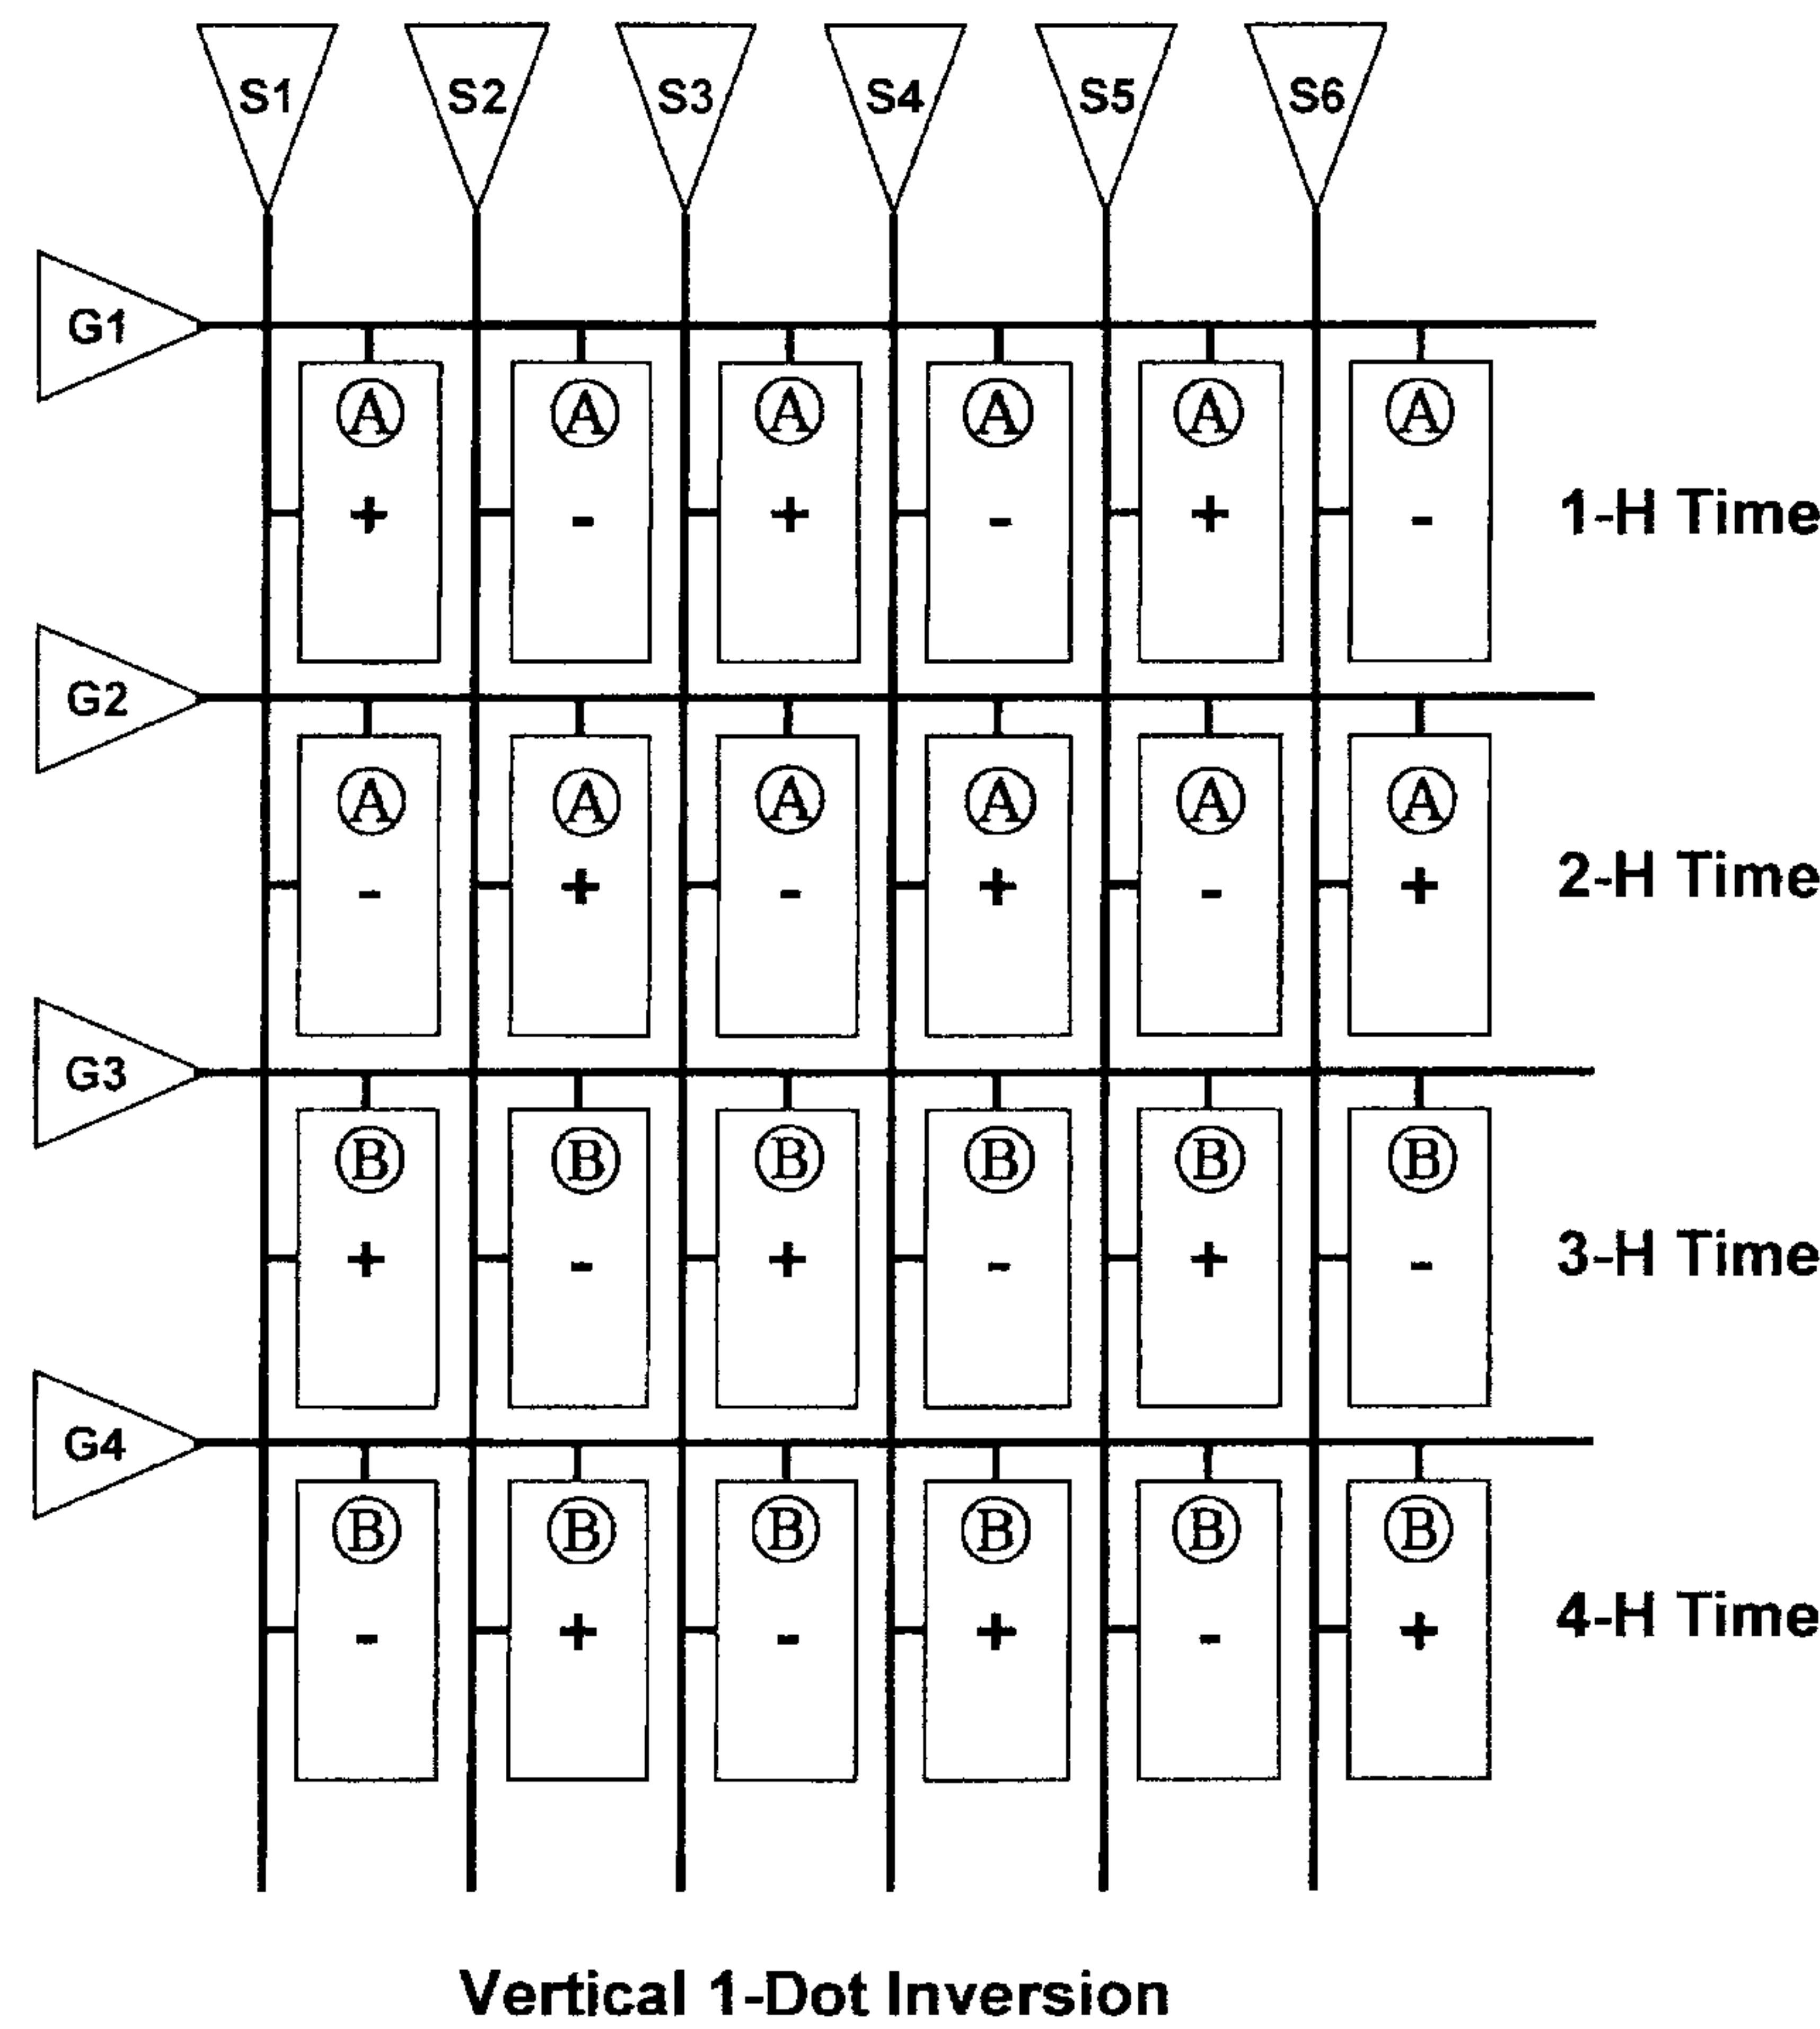 S1 S2 S3 S4 S5 S6
G1
A A A A A A
+ - + - + - 1-H Time
G2
A A A A A A
- + - + - + 2-H Time
G3
B B B B B B
+ - + - + - 3-H Time
G4
B B B B B B
- + - + - + 4-H Time
Vertical 1-Dot Inversion